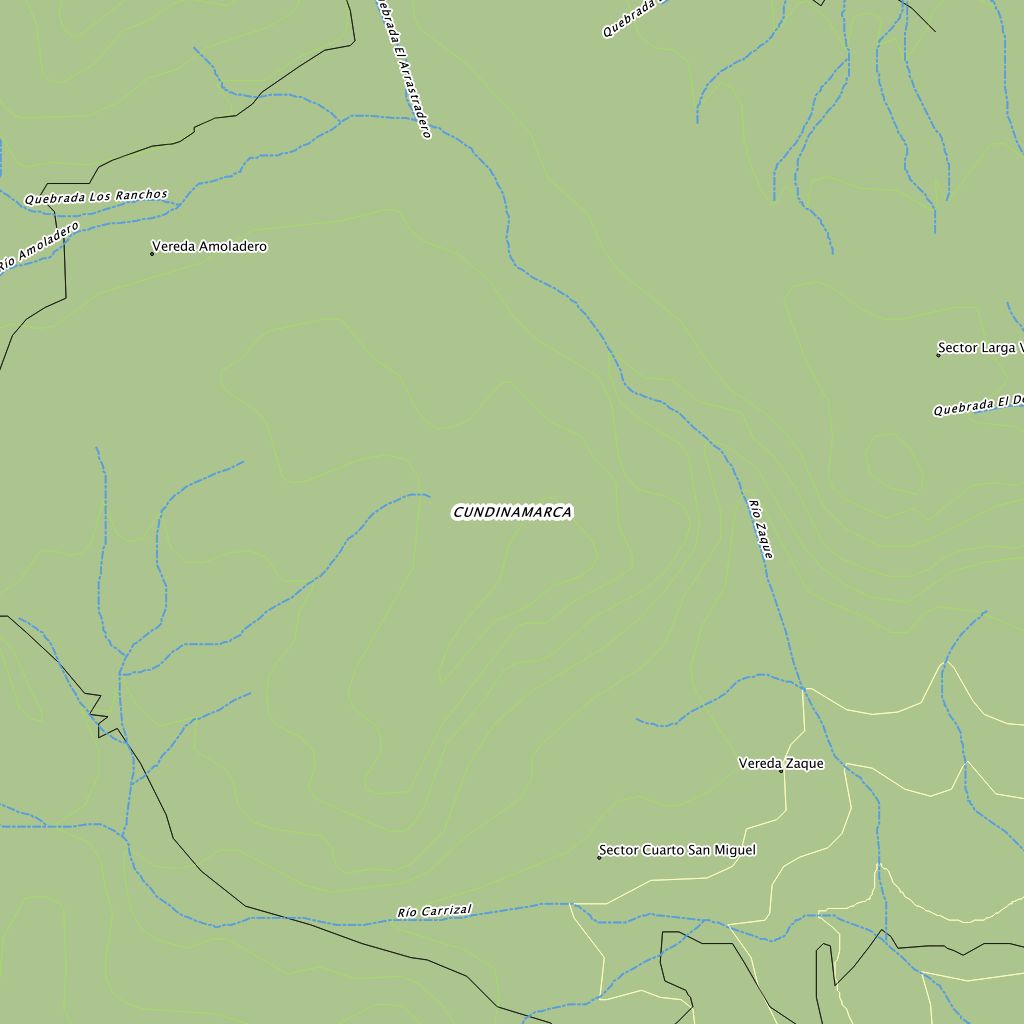 Quebrada
Quebrada El Arrastradero
Quebrada Los Ranchos
Río Amoladero
Vereda Amoladero
Sector Larga
Quebrada El
CUNDINAMARCA
Río Zaque
Vereda Zaque
Sector Cuarto San Miguel
Río Carrizal